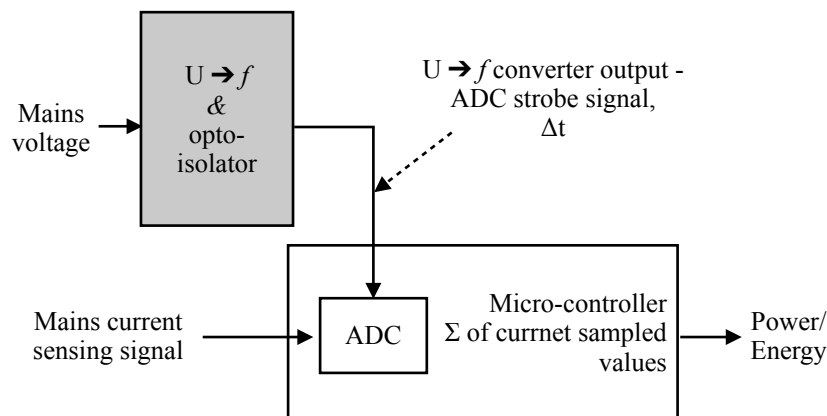 U ➔ f
&
opto-
isolator
Mains
voltage
U ➔ f converter output -
ADC strobe signal,
Δt
Mains current
sensing signal
ADC
Micro-controller
Σ of currnet sampled
values
Power/
Energy